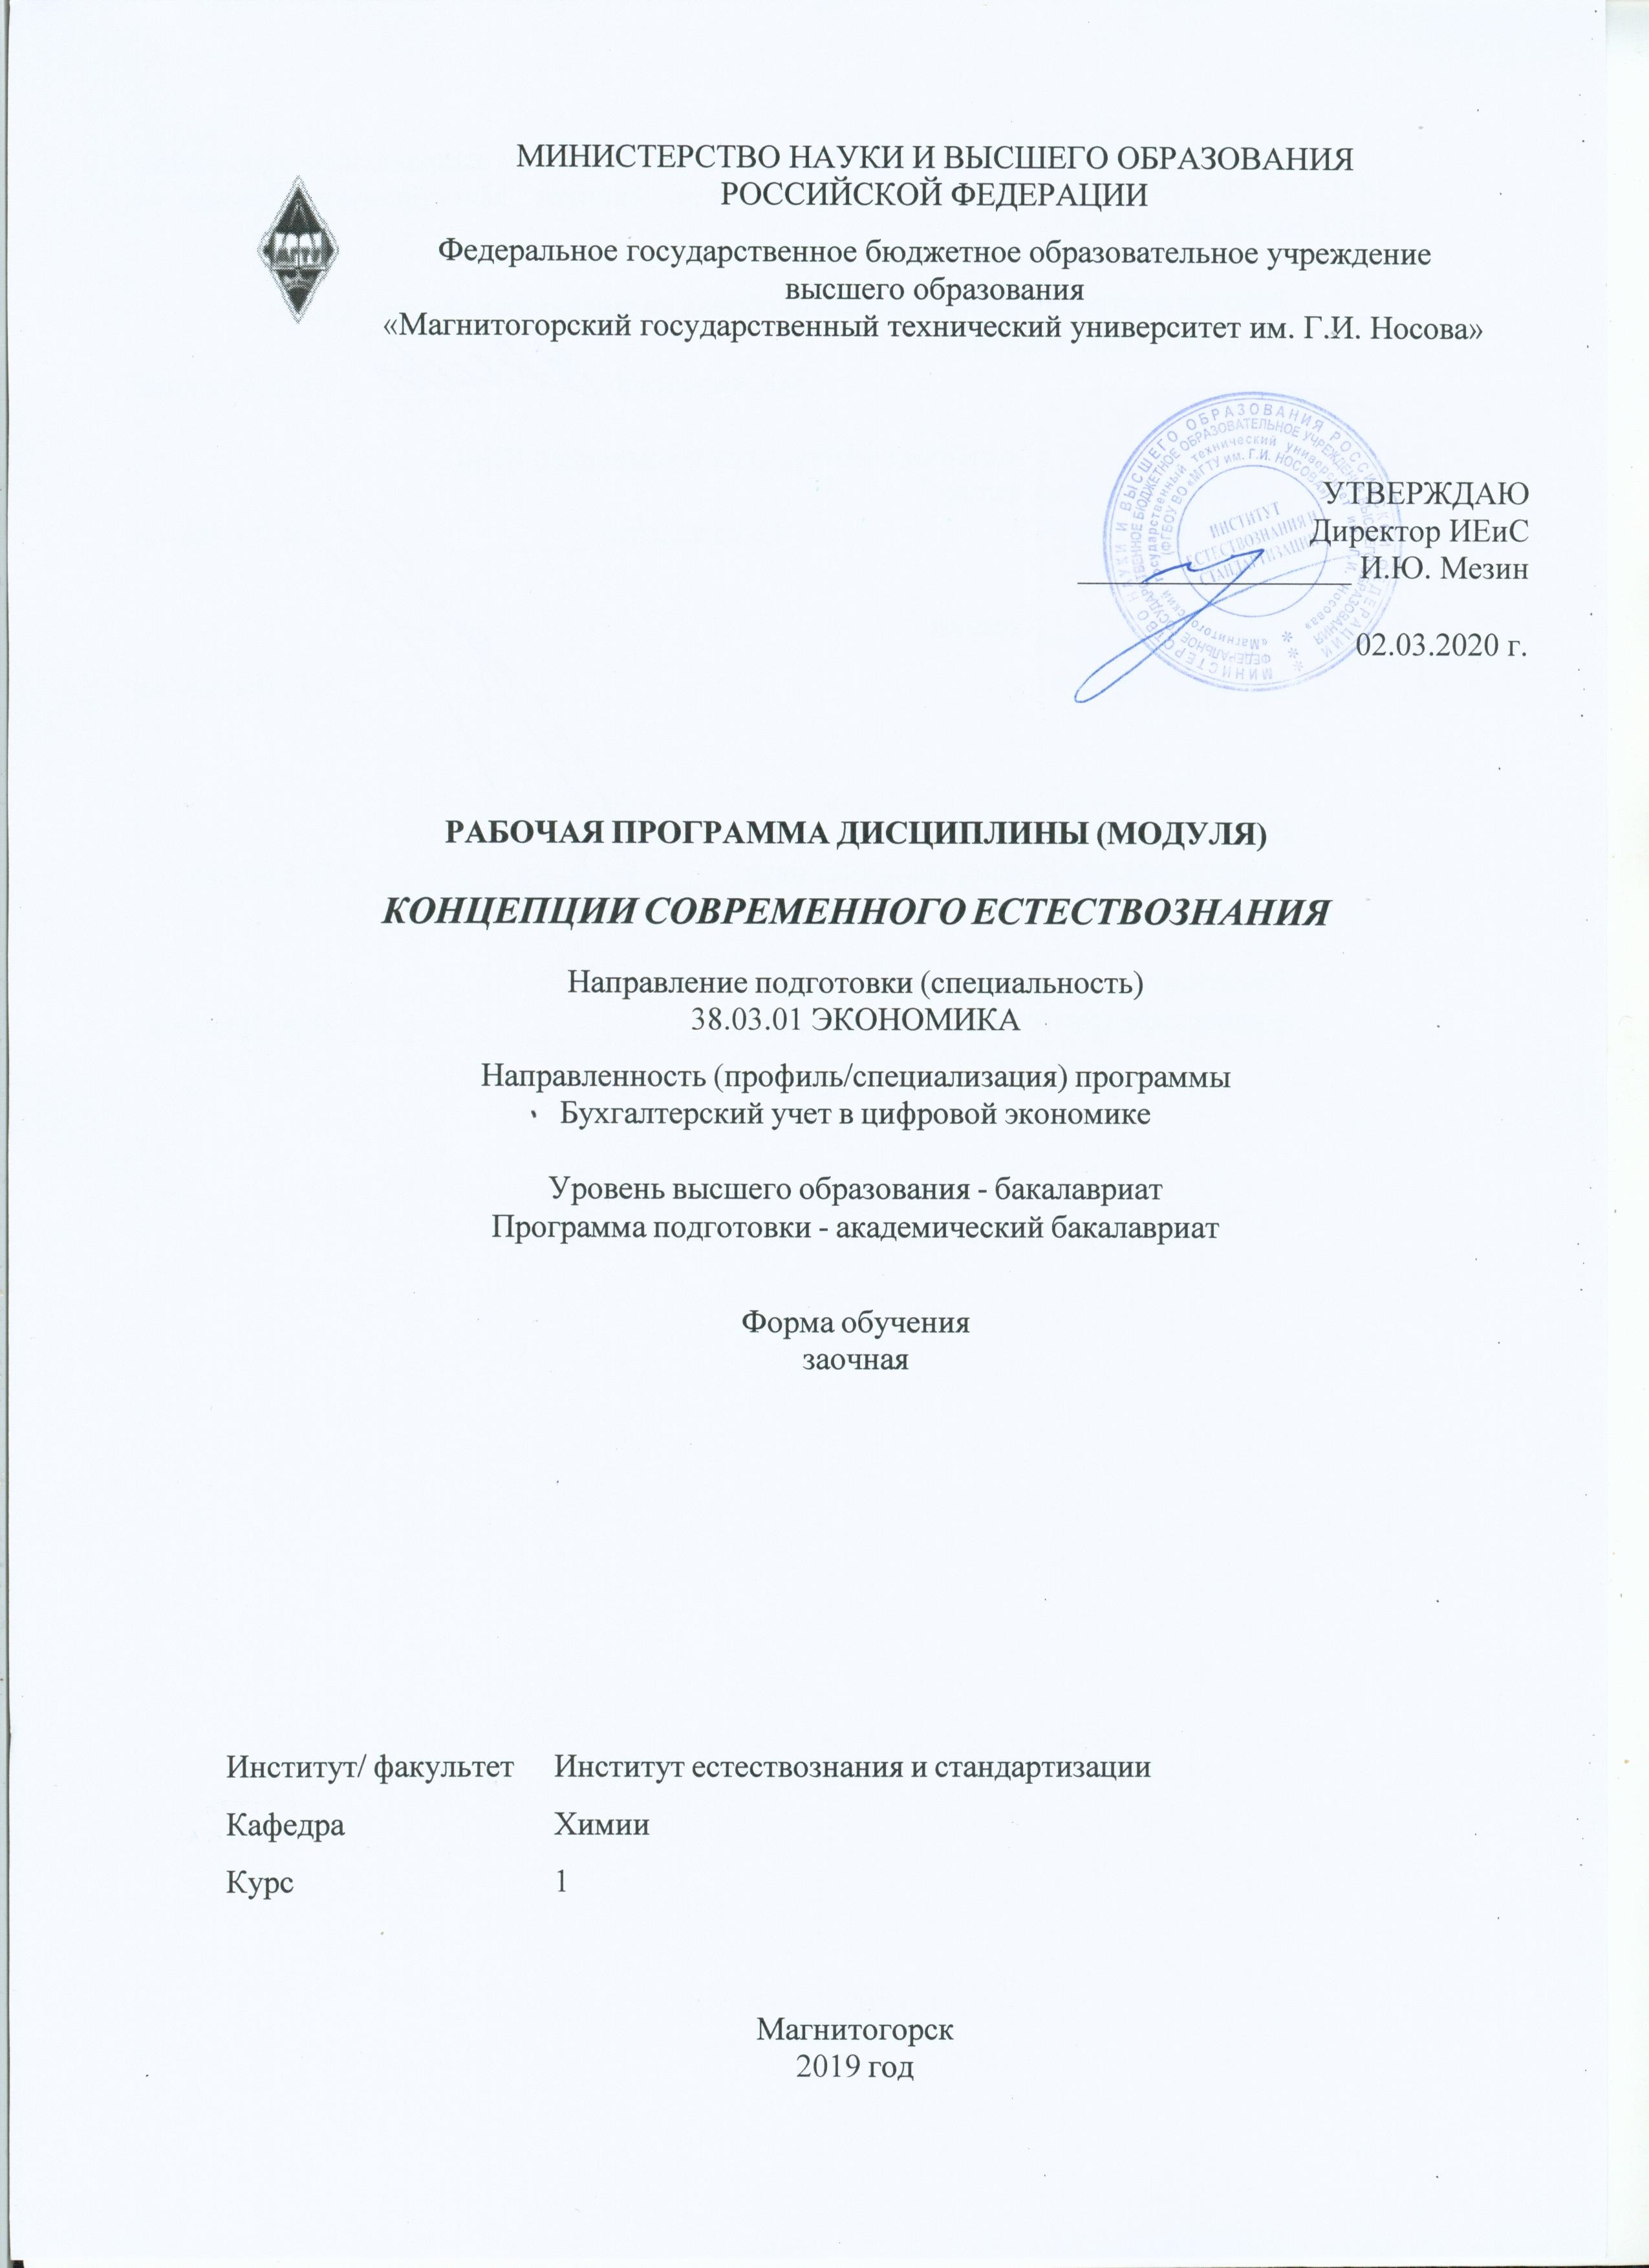 МИНИСТЕРСТВО НАУКИ И ВЫСШЕГО ОБРАЗОВАНИЯ
РОССИЙСКОЙ ФЕДЕРАЦИИ
Федеральное государственное бюджетное образовательное учреждение
высшего образования
«Магнитогорский государственный технический университет им. Г.И. Носова»
УТВЕРЖДАЮ
Директор ИЕиС
И.Ю. Мезин
02.03.2020 г.
ИНСТИТУТ
ЕСТЕСТВОЗНАНИЯ И
СТАНДАРТИЗАЦИИ
РАБОЧАЯ ПРОГРАММА ДИСЦИПЛИНЫ (МОДУЛЯ)
КОНЦЕПЦИИ СОВРЕМЕННОГО ЕСТЕСТВОЗНАНИЯ
Направление подготовки (специальность)
38.03.01 ЭКОНОМИКА
Направленность (профиль/специализация) программы
Бухгалтерский учет в цифровой экономике
Уровень высшего образования - бакалавриат
Программа подготовки - академический бакалавриат
Форма обучения
заочная
Институт/ факультет Институт естествознания и стандартизации
Кафедра Химии
Курс 1
Магнитогорск
2019 год